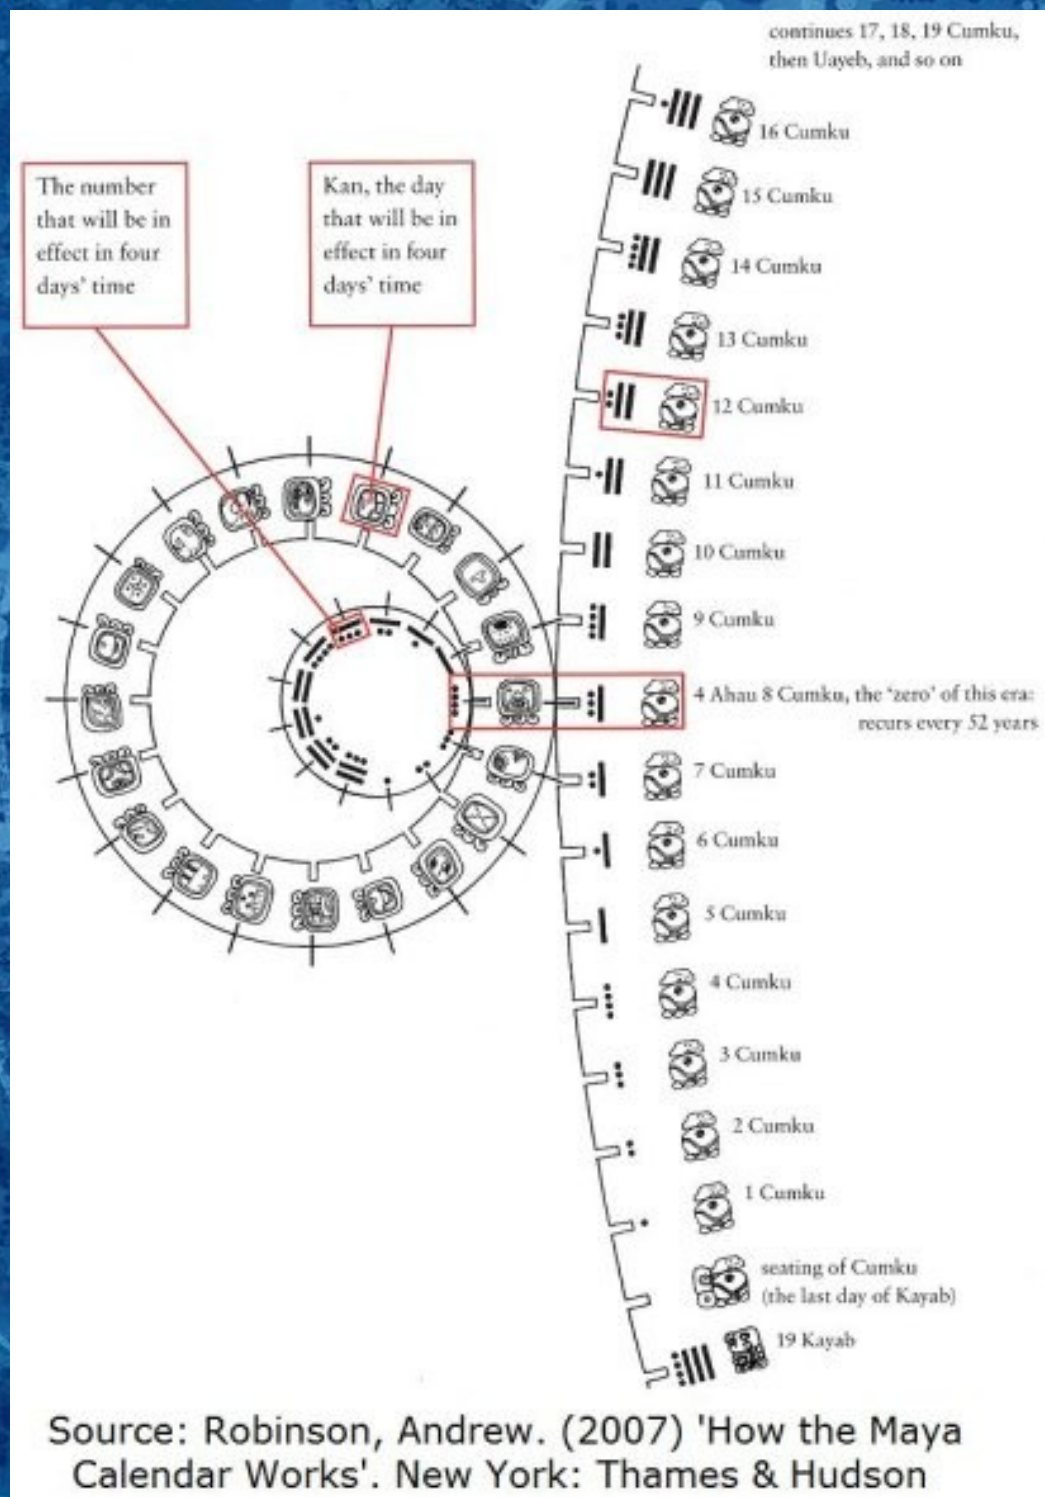 continues 17, 18, 19 Cumku,
then Uayeb, and so on
16 Cumku
15 Cumku
14 Cumku
13 Cumku
12 Cumku
11 Cumku
10 Cumku
9 Cumku
The number
that will be in
effect in four
days' time
Kan, the day
that will be in
effect in four
days' time
4 Ahau 8 Cumku, the 'zero' of this era:
recurs every 52 years
7 Cumku
6 Cumku
5 Cumku
4 Cumku
3 Cumku
2 Cumku
1 Cumku
seating of Cumku
(the last day of Kayab)
19 Kayab
Source: Robinson, Andrew. (2007) 'How the Maya
Calendar Works'. New York: Thames & Hudson